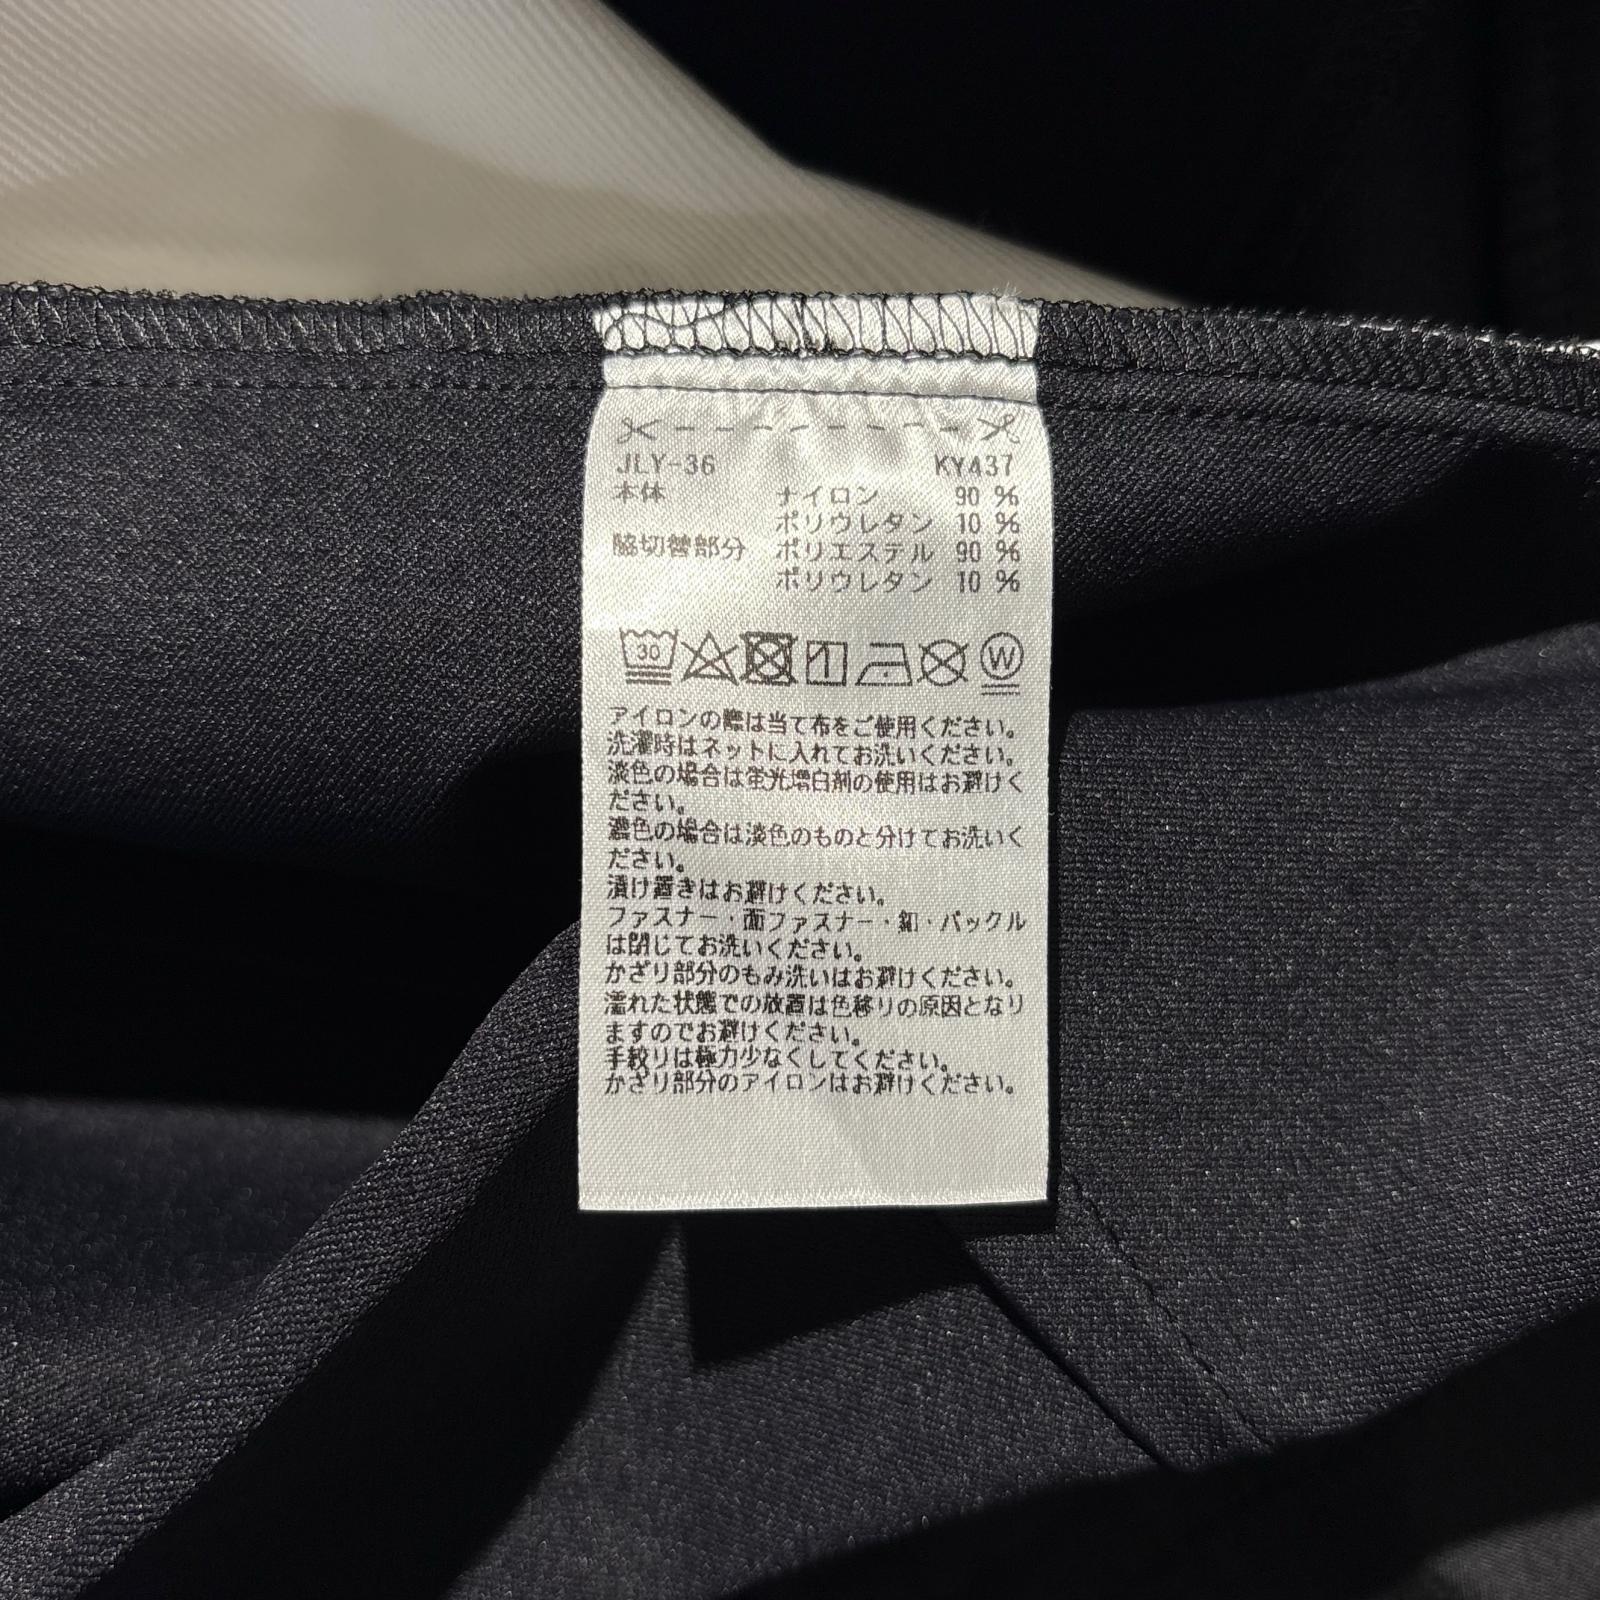 JLY-36 KY437
本体 ナイロン 90 %
ポリウレタン 10 %
脇切替部分 ポリエステル 90 %
ポリウレタン 10 %
30 W
アイロンの際は当て布をご使用ください。
洗濯時はネットに入れてお洗いください。
淡色の場合は蛍光増白剤の使用はお避けく
ださい。
濃色の場合は淡色のものと分けてお洗いく
ださい。
漬け置きはお避けください。
ファスナー・面ファスナー・釦・バックル
は閉じてお洗いください。
かざり部分のもみ洗いはお避けください。
濡れた状態での放置は色移りの原因となり
ますのでお避けください。
手絞りは極力少なくしてください。
かざり部分のアイロンはお避けください。